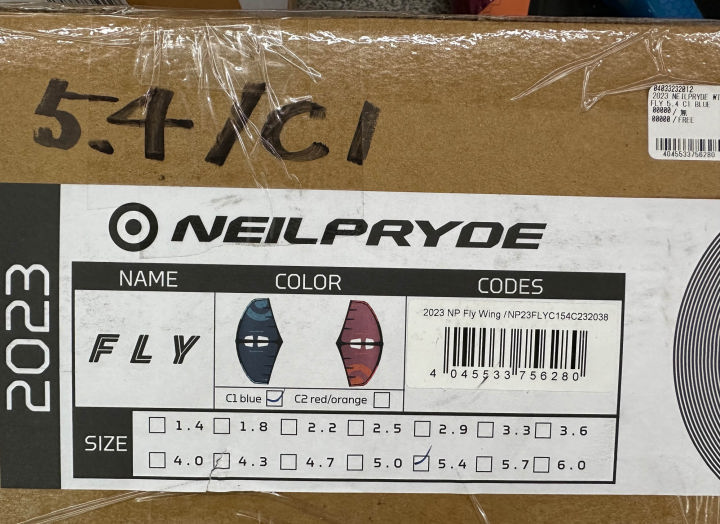 5.4/C1
04033232012
2023 NEILPRYDE WI
FLY 5.4 C1 BLUE
00000/無
00000/FREE
4045533756280
2023
NEILPRYDE
NAME COLOR CODES
FLY
2023 NP Fly Wing /NP23FLYC154C232038
4 045533 756280
C1 blue C2 red/orange
SIZE
1.4 1.8 2.2 2.5 2.9 3.3 3.6
4.0 4.3 4.7 5.0 5.4 5.7 6.0